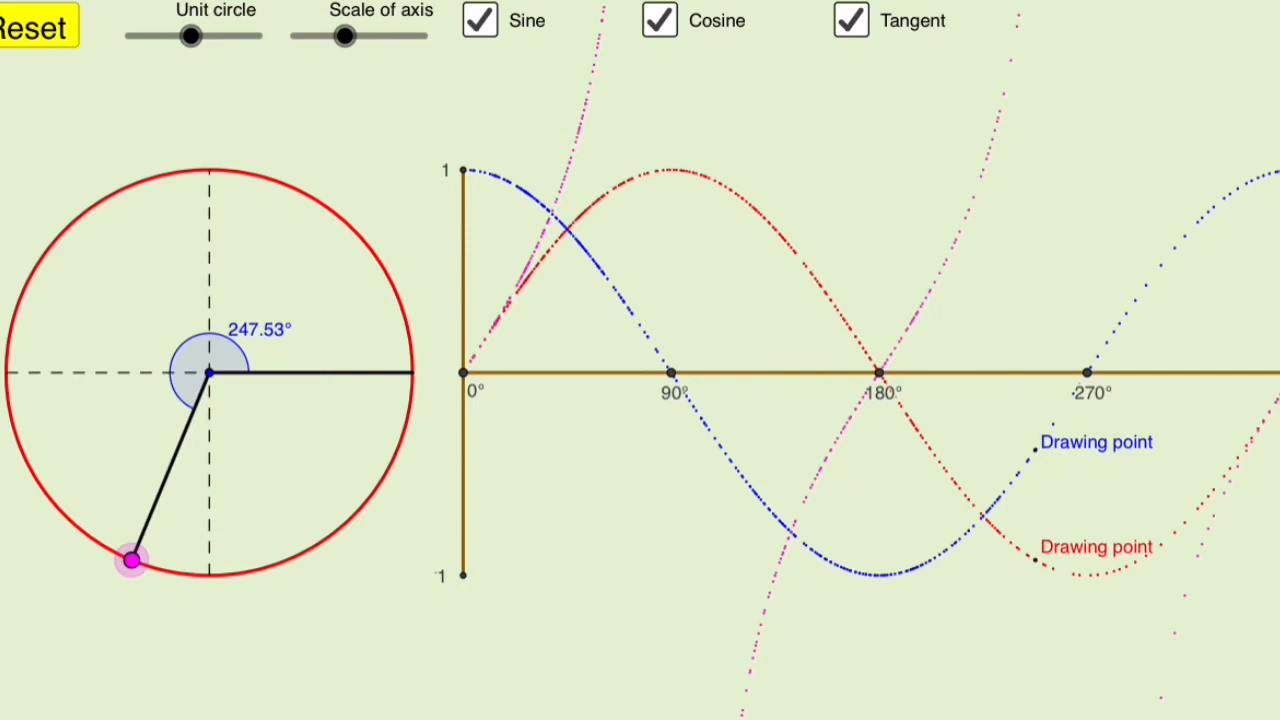 Reset
Unit circle
Scale of axis
Sine
Cosine
Tangent
1
247.53°
0°
90°
180°
270°
Drawing point
Drawing point
-1